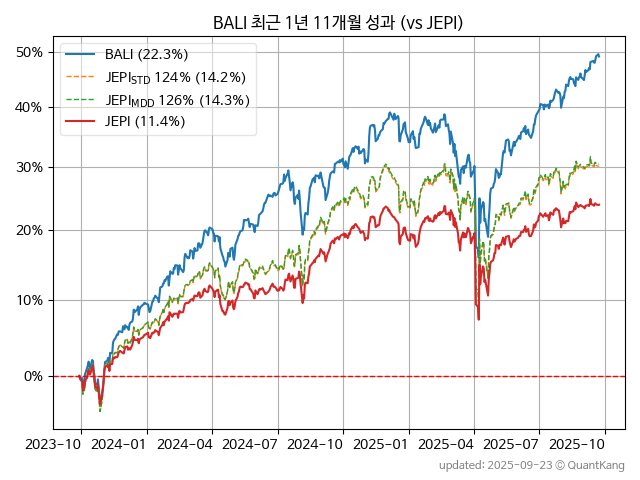 BALI 최근 1년 11개월 성과 (vs JEPI)
50%
40%
30%
20%
10%
0%
BALI (22.3%)
JEPI_STD 124% (14.2%)
JEPI_MDD 126% (14.3%)
JEPI (11.4%)
2023-10 2024-01 2024-04 2024-07 2024-10 2025-01 2025-04 2025-07 2025-10
updated: 2025-09-23 ⓒ QuantKang